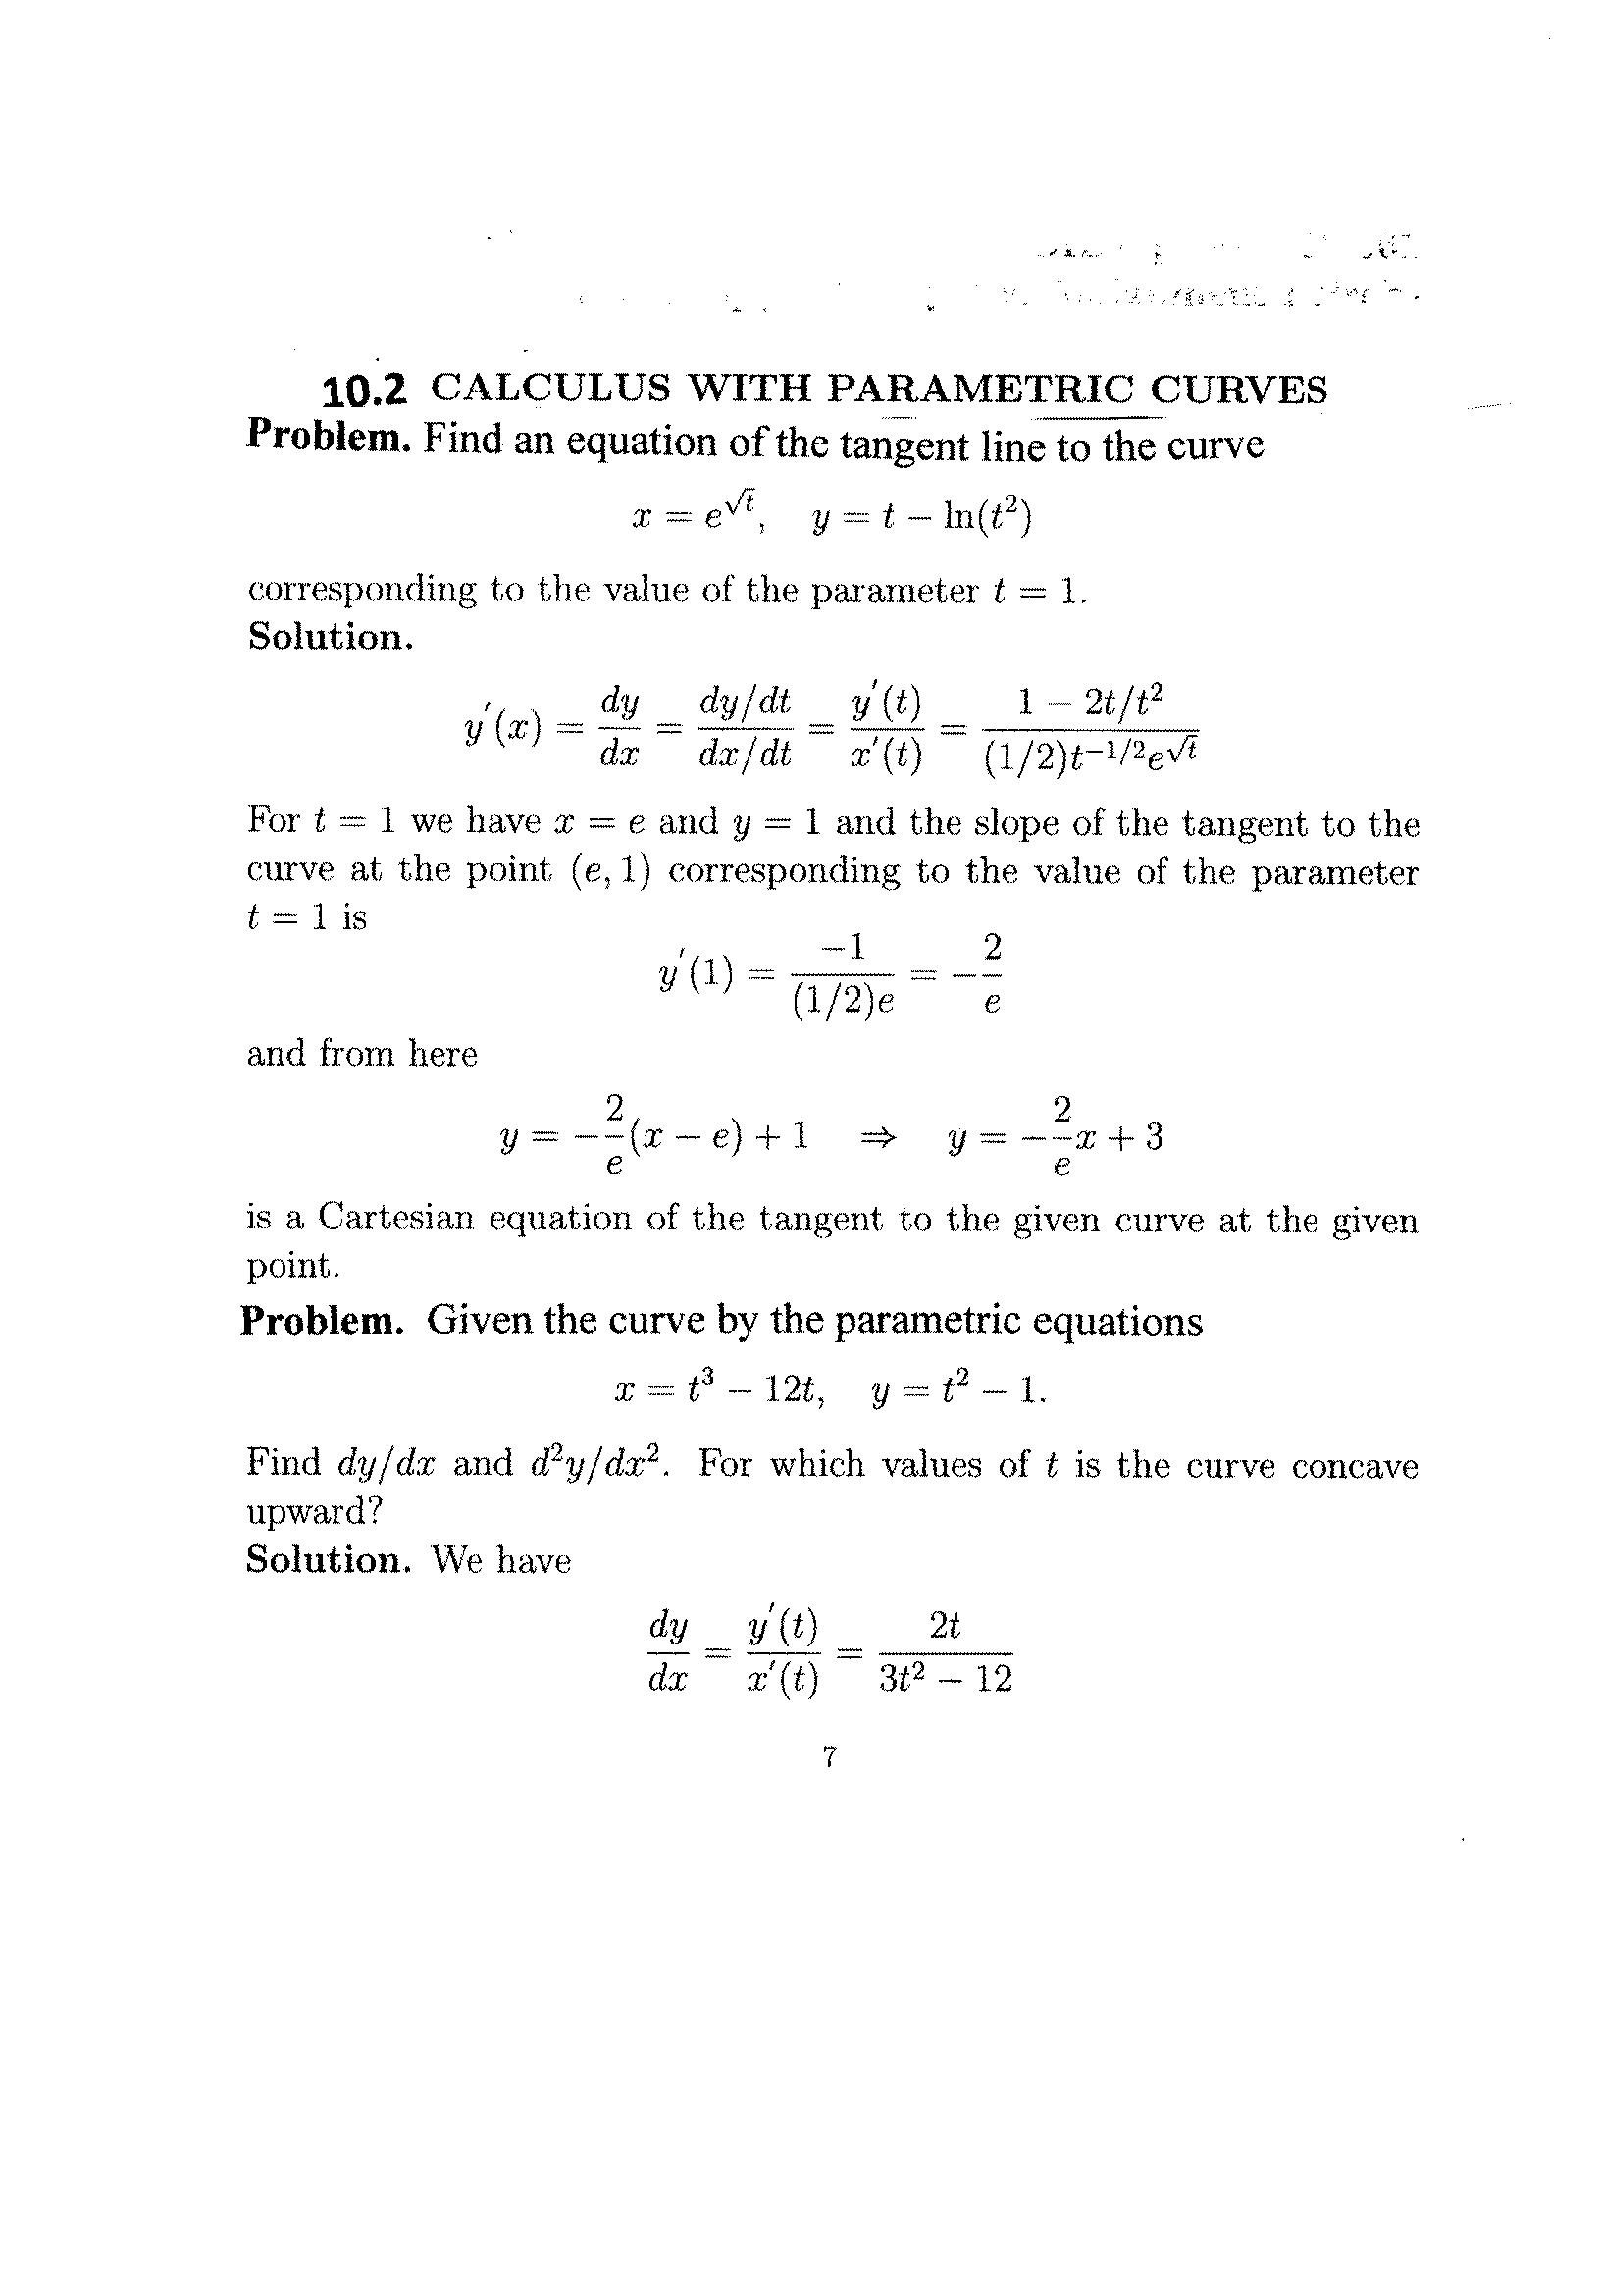 10.2 CALCULUS WITH PARAMETRIC CURVES
Problem. Find an equation of the tangent line to the curve
x = e^{√t}, y = t − ln(t²)
corresponding to the value of the parameter t = 1.
Solution.
y′(x) = dy/dx = (dy/dt)/(dx/dt) = y′(t)/x′(t) = (1 − 2t/t²)/((1/2)t^{−1/2}e^{√t})
For t = 1 we have x = e and y = 1 and the slope of the tangent to the
curve at the point (e, 1) corresponding to the value of the parameter
t = 1 is
y′(1) = −1/((1/2)e) = −2/e
and from here
y = −(2/e)(x − e) + 1 ⇒ y = −(2/e)x + 3
is a Cartesian equation of the tangent to the given curve at the given
point.
Problem. Given the curve by the parametric equations
x = t³ − 12t, y = t² − 1.
Find dy/dx and d²y/dx². For which values of t is the curve concave
upward?
Solution. We have
dy/dx = y′(t)/x′(t) = 2t/(3t² − 12)
7